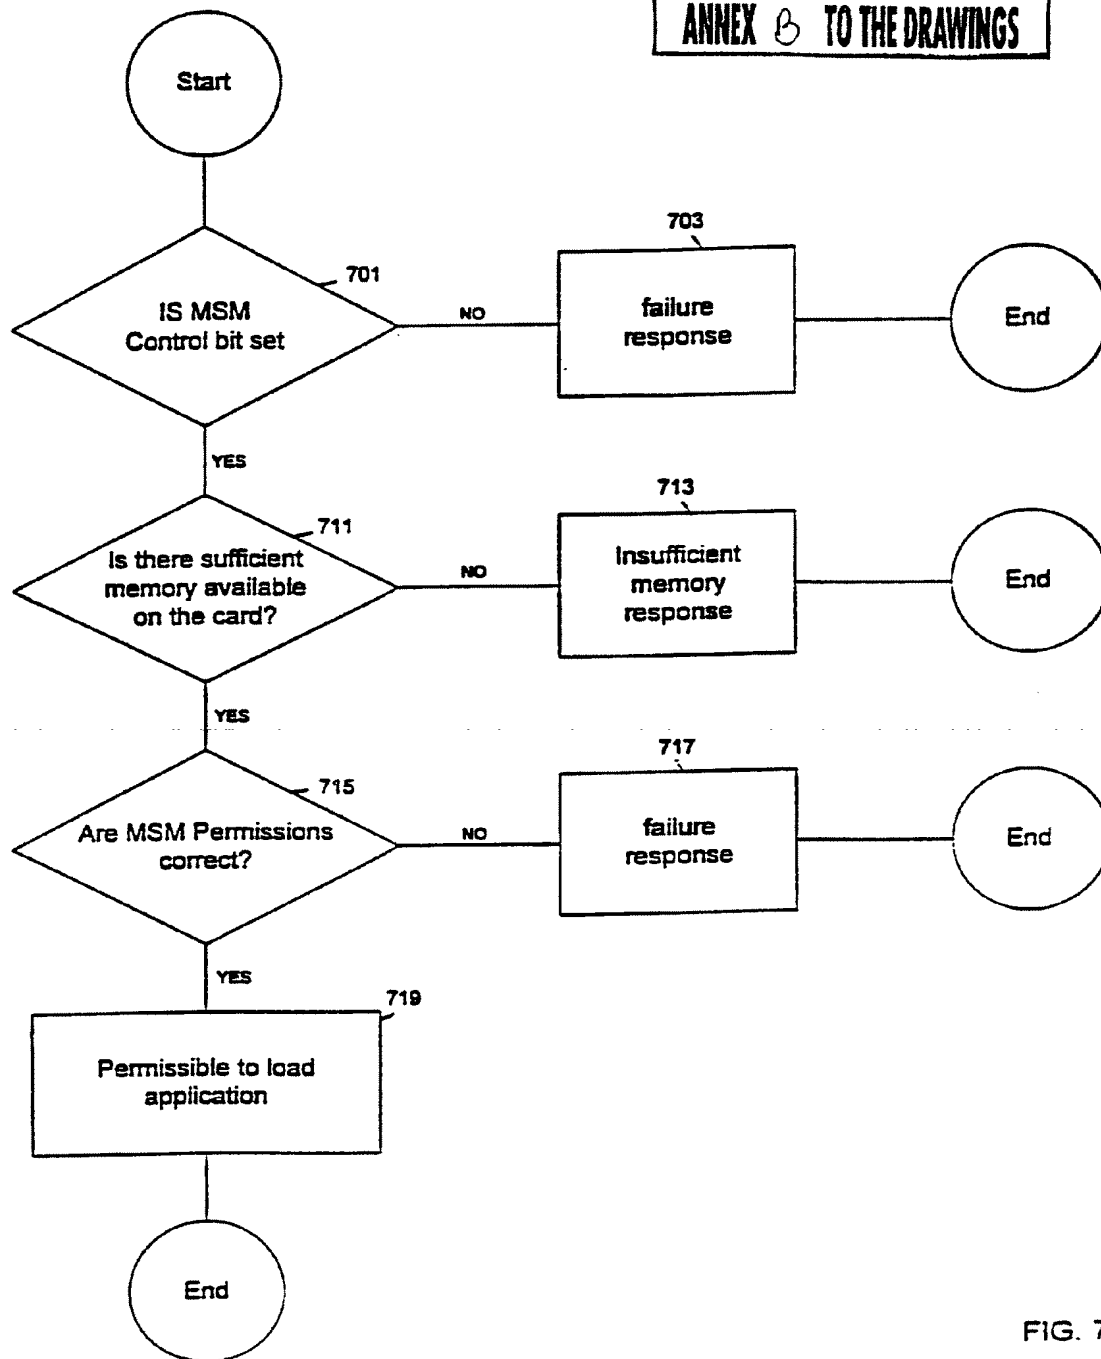 ANNEX B TO THE DRAWINGS
Start
701
IS MSM
Control bit set
NO
703
failure
response
End
YES
711
Is there sufficient
memory available
on the card?
NO
713
Insufficient
memory
response
End
YES
715
Are MSM Permissions
correct?
NO
717
failure
response
End
YES
719
Permissible to load
application
End
FIG. 7